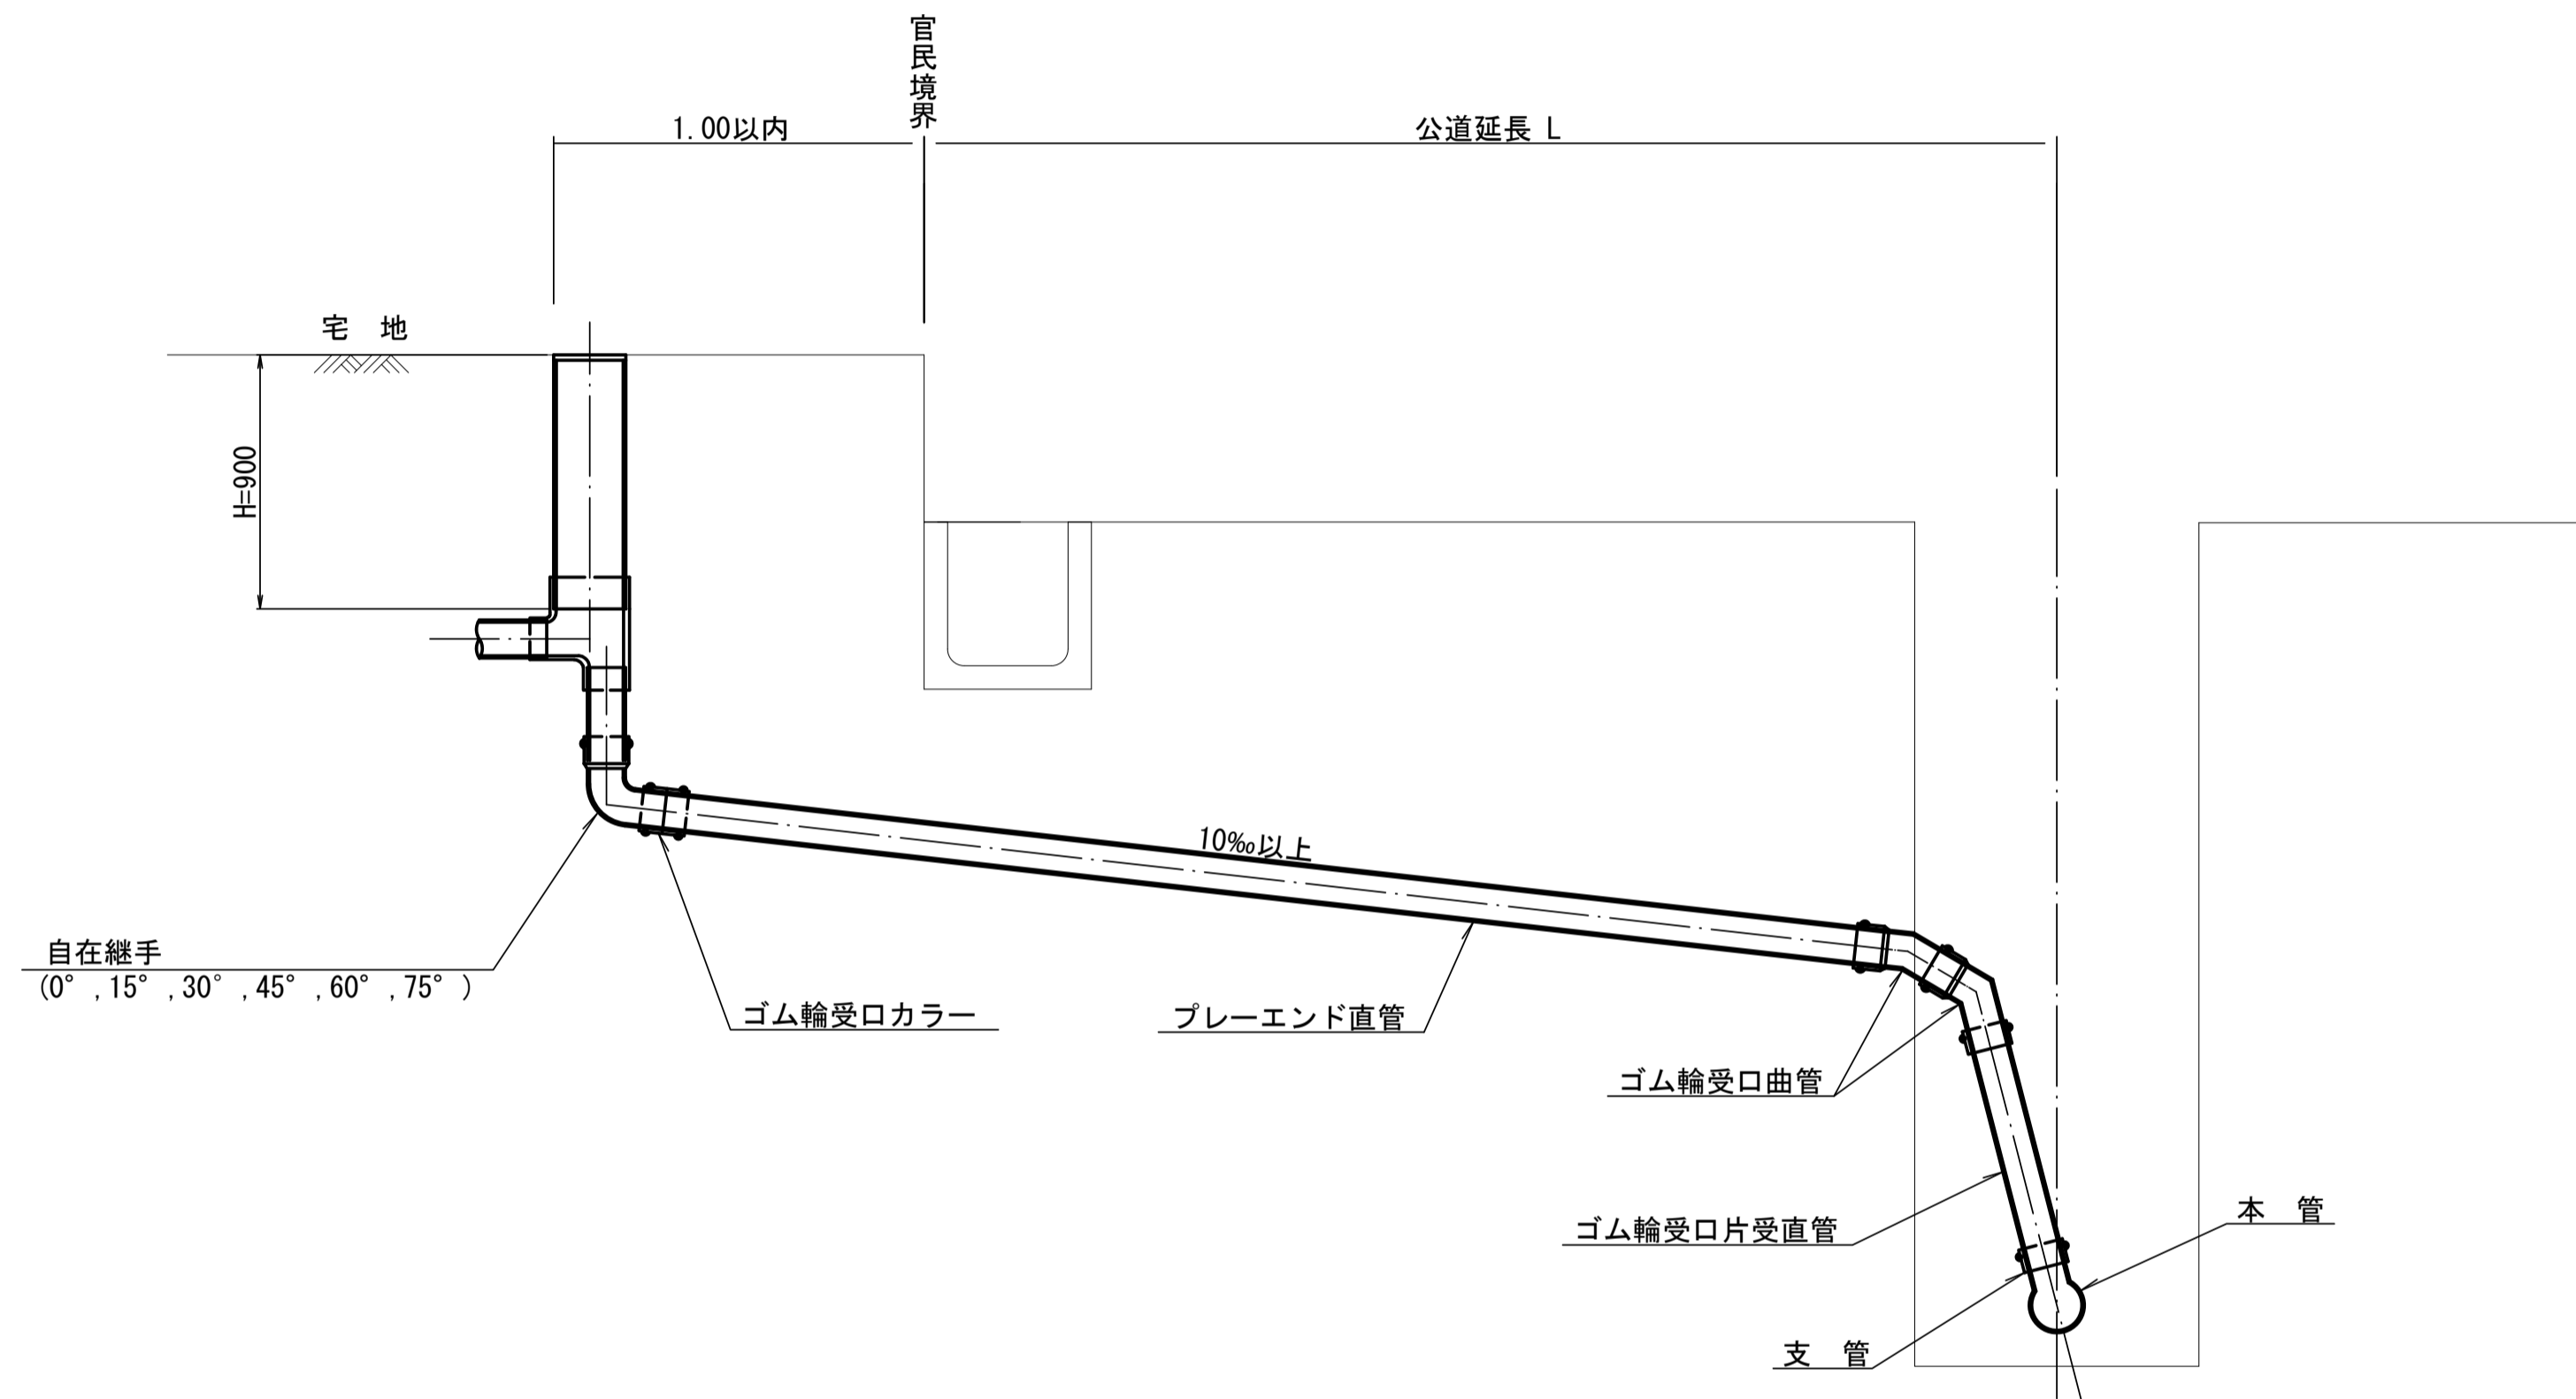 官民境界
1.00以内
公道延長 L
宅　地
H=900
10‰以上
自在継手
(0° ,15° ,30° ,45° ,60° ,75° )
ゴム輪受口カラー
プレーエンド直管
ゴム輪受口曲管
ゴム輪受口片受直管
本　管
支　管